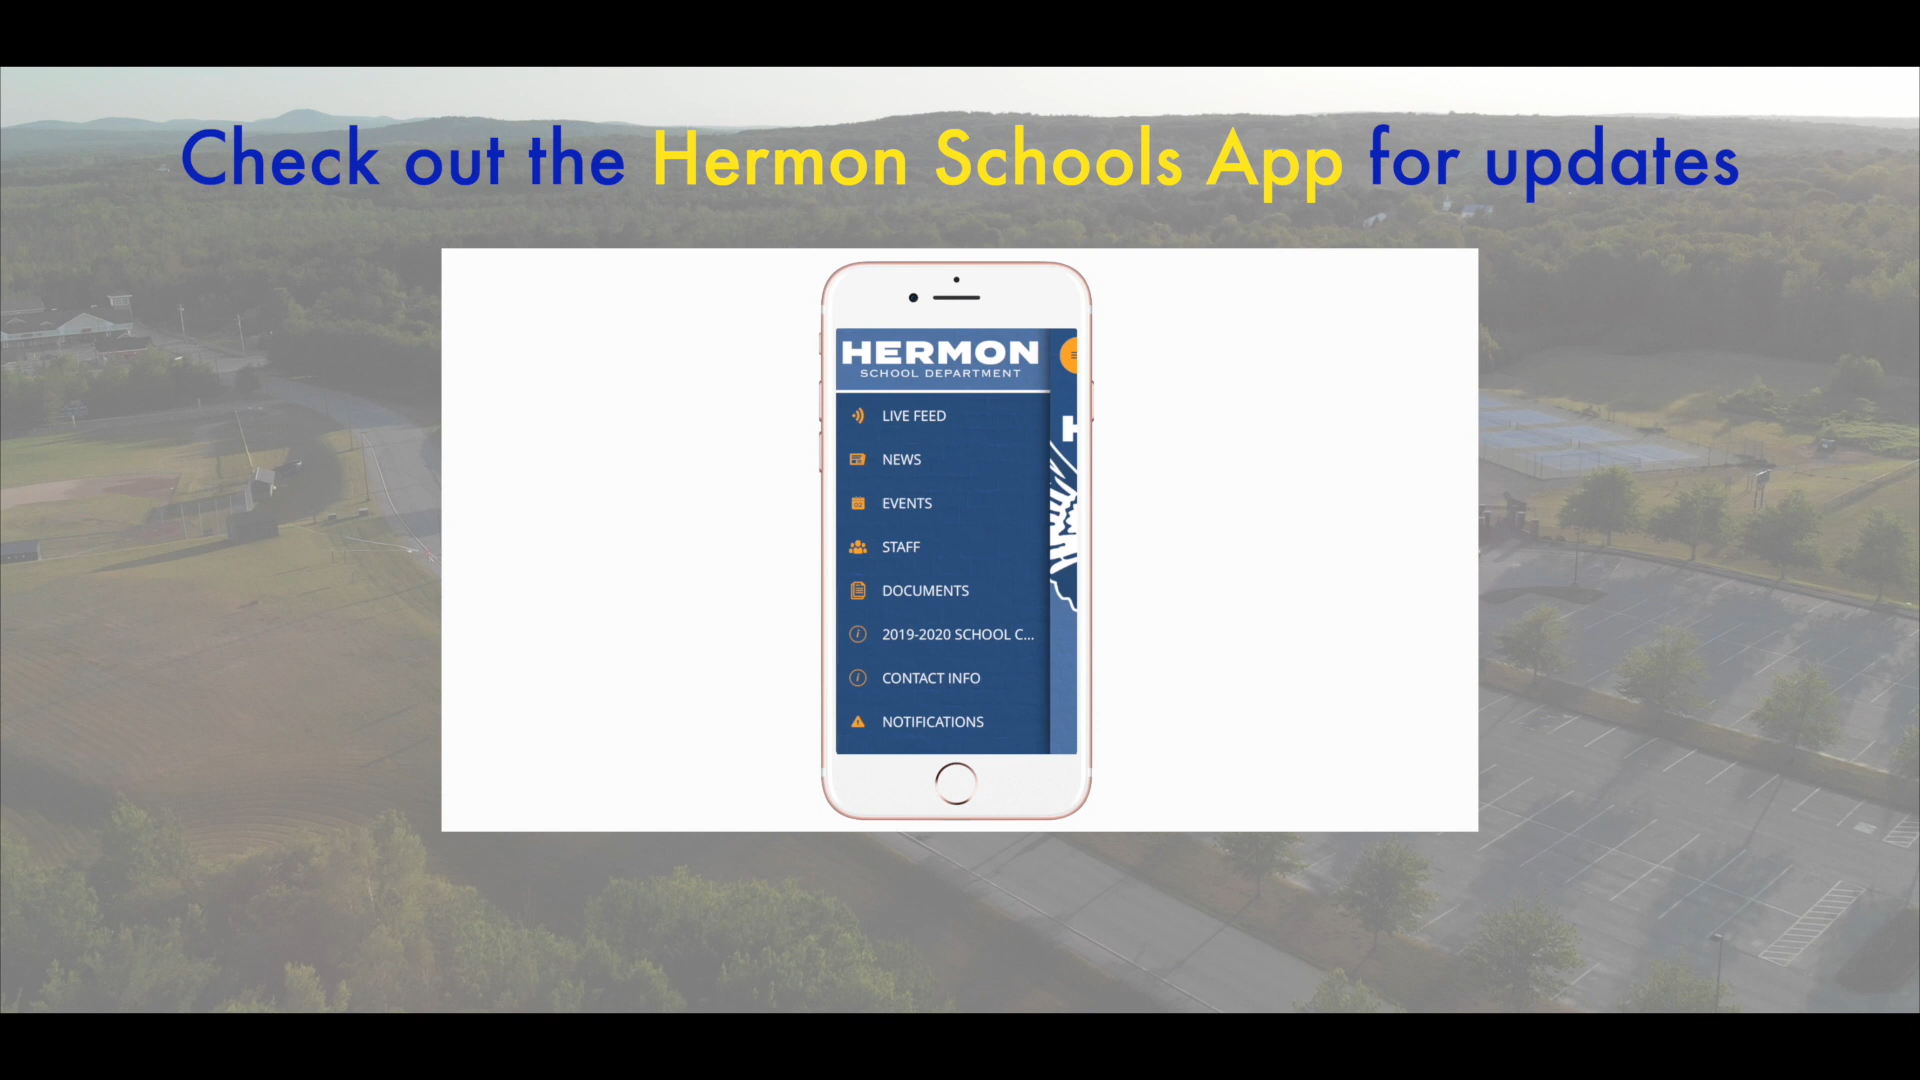 Check out the Hermon Schools App for updates
HERMON
SCHOOL DEPARTMENT
LIVE FEED
NEWS
EVENTS
STAFF
DOCUMENTS
2019-2020 SCHOOL C...
CONTACT INFO
NOTIFICATIONS
H